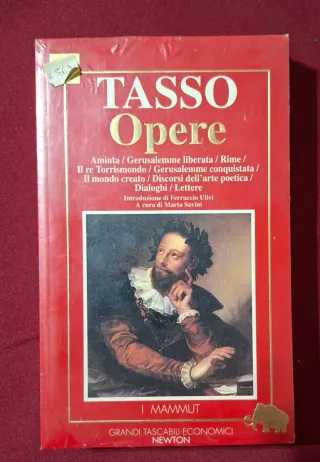 TASSO
Opere
Aminta / Gerusalemme liberata / Rime /
Il re Torrismondo / Gerusalemme conquistata /
Il mondo creato / Discorsi dell'arte poetica /
Dialoghi / Lettere
Introduzione di Ferruccio Ulivi
A cura di Marta Savini
I MAMMUT
GRANDI TASCABILI ECONOMICI
NEWTON